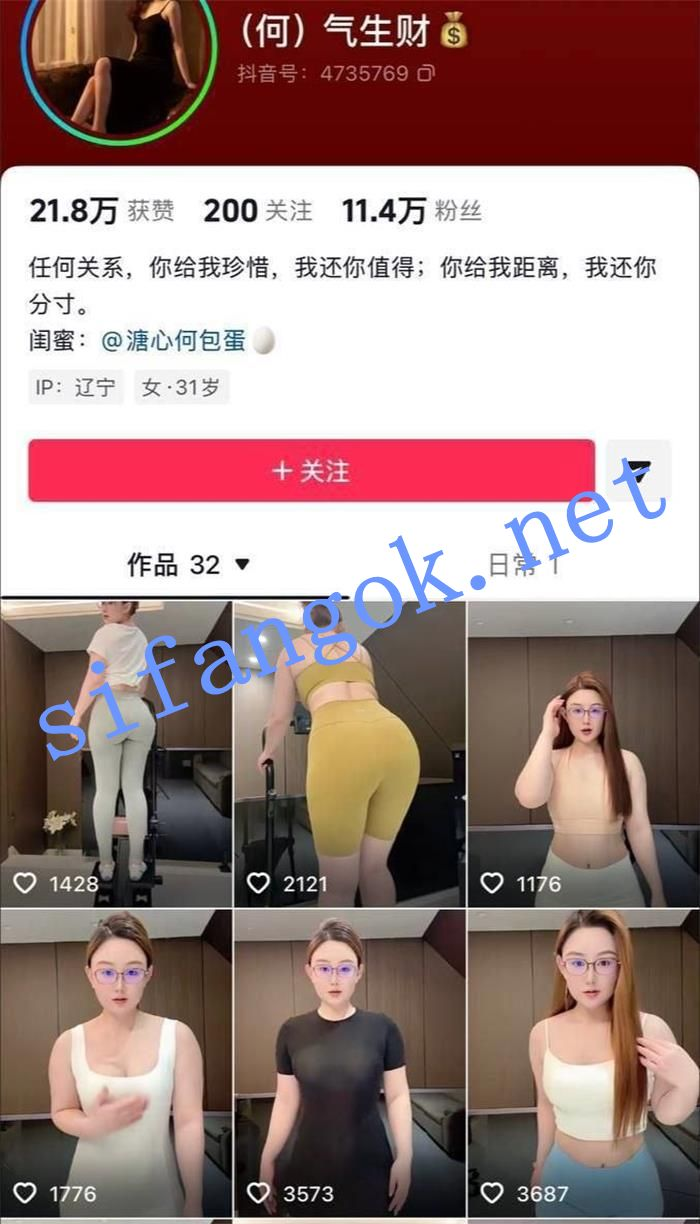 （何）气生财💰
抖音号：4735769
21.8万 获赞 200 关注 11.4万 粉丝
任何关系，你给我珍惜，我还你值得；你给我距离，我还你
分寸。
闺蜜：@溏心何包蛋🥚
IP：辽宁 女·31岁
+ 关注
作品 32 ▼ 日常 1
sifangok.net
1428 2121 1176
1776 3573 3687